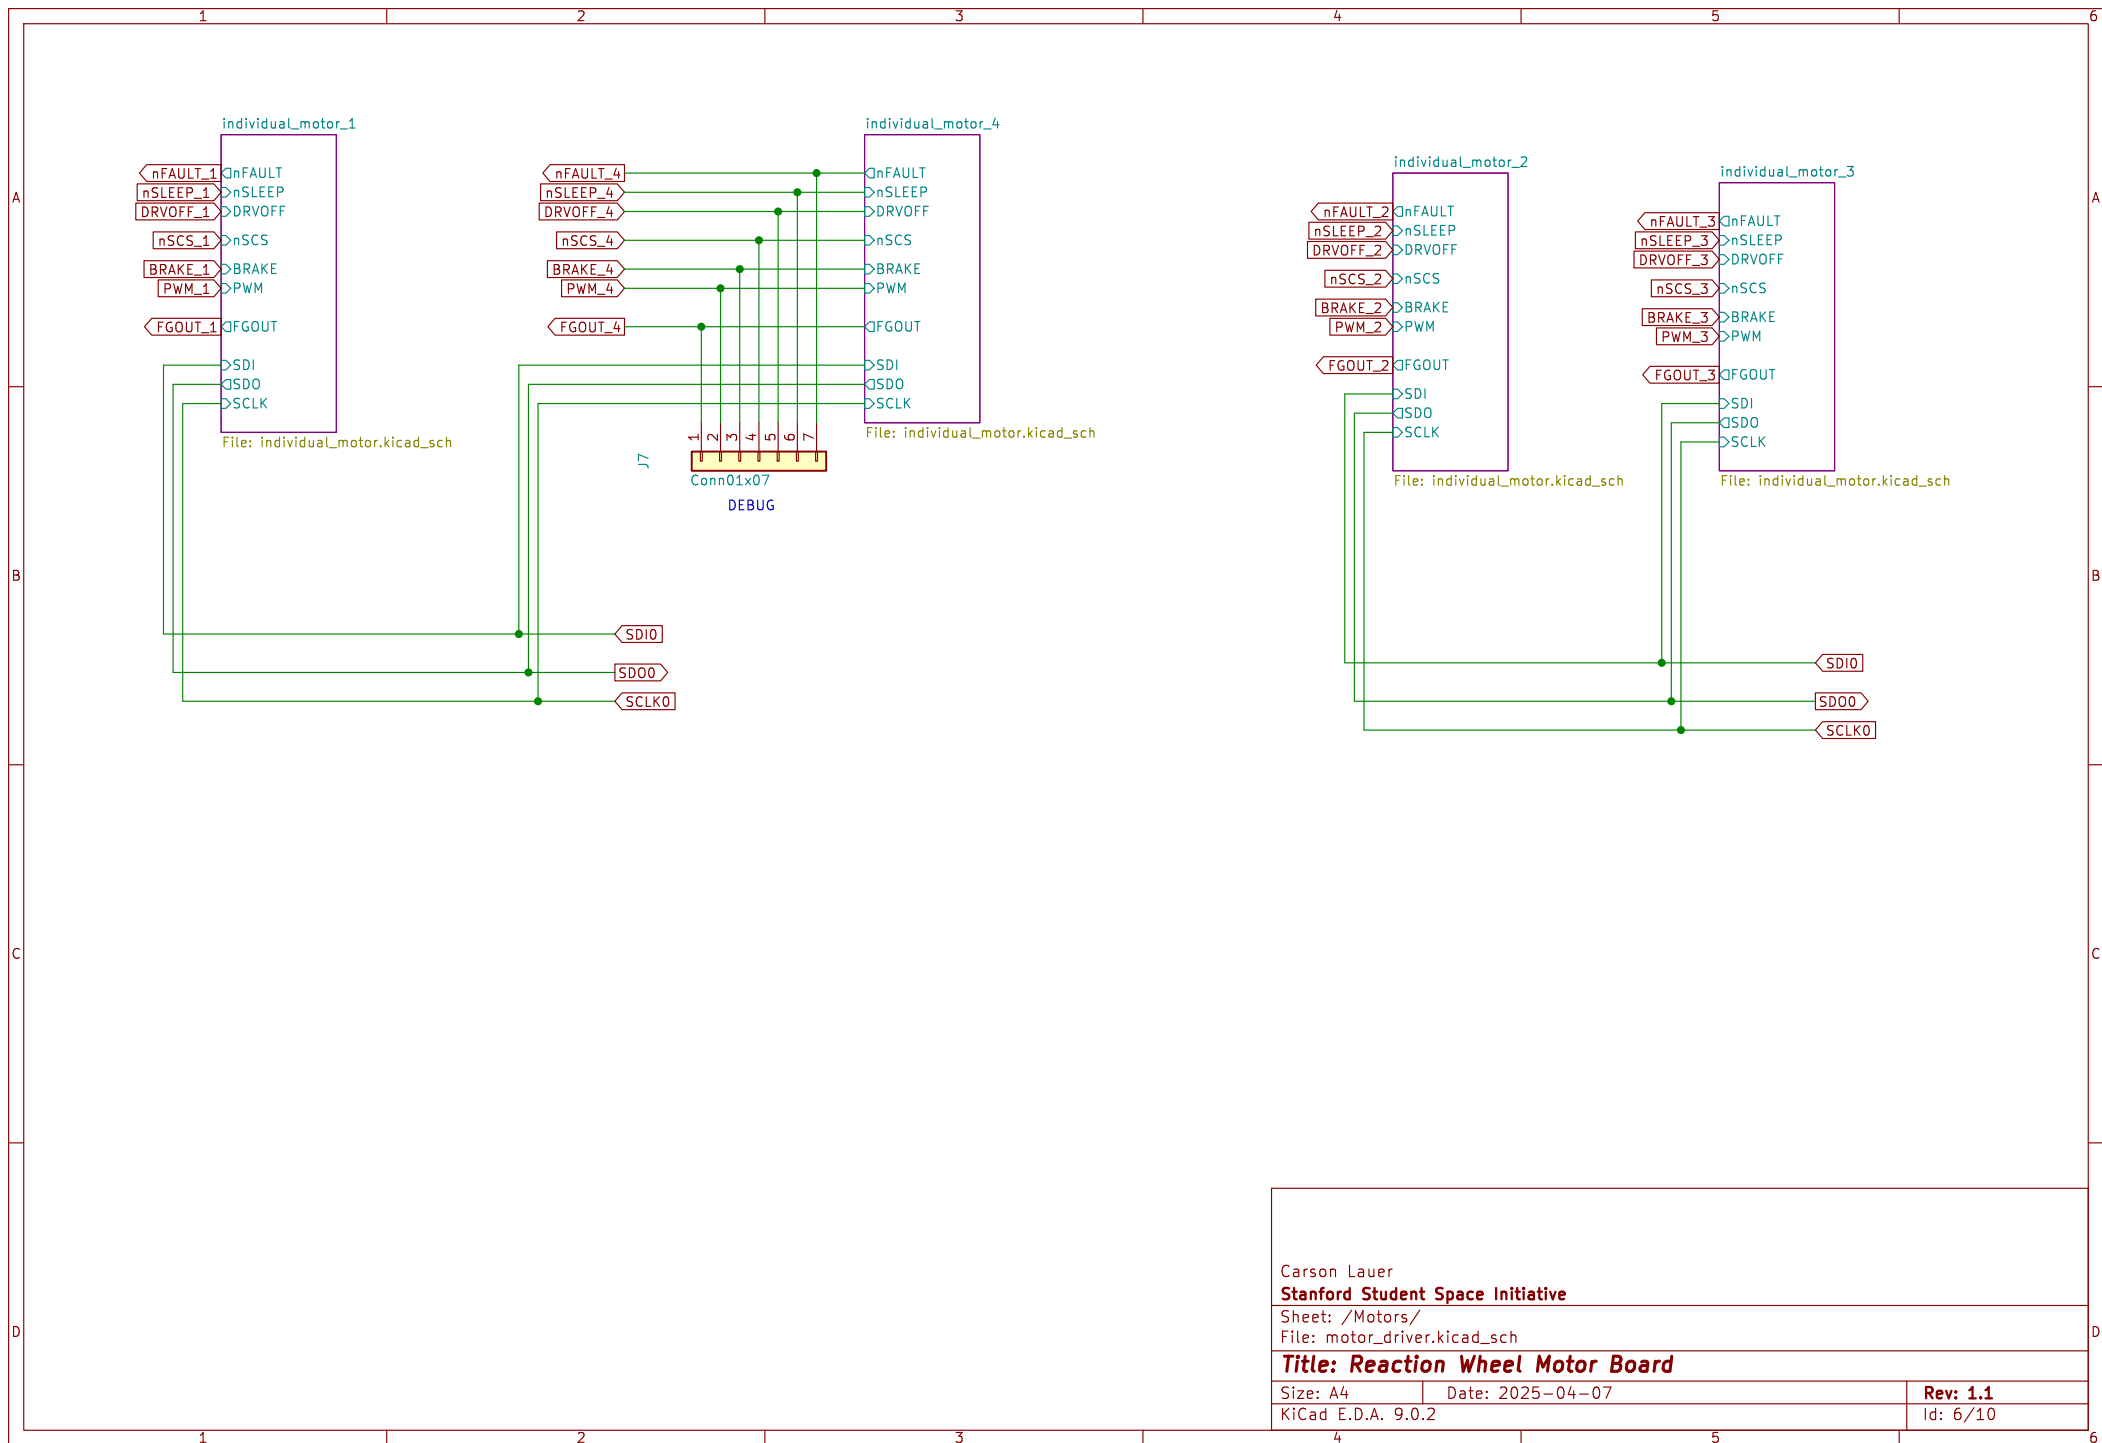 1 2 3 4 5 6
A
B
C
D
A
B
C
D
individual_motor_1
nFAULT_1 nFAULT
nSLEEP_1 nSLEEP
DRVOFF_1 DRVOFF
nSCS_1 nSCS
BRAKE_1 BRAKE
PWM_1 PWM
FGOUT_1 FGOUT
SDI
SDO
SCLK
File: individual_motor.kicad_sch
individual_motor_4
nFAULT_4 nFAULT
nSLEEP_4 nSLEEP
DRVOFF_4 DRVOFF
nSCS_4 nSCS
BRAKE_4 BRAKE
PWM_4 PWM
FGOUT_4 FGOUT
SDI
SDO
SCLK
File: individual_motor.kicad_sch
1 2 3 4 5 6 7
J7
Conn01x07
DEBUG
SDI0
SDO0
SCLK0
individual_motor_2
nFAULT_2 nFAULT
nSLEEP_2 nSLEEP
DRVOFF_2 DRVOFF
nSCS_2 nSCS
BRAKE_2 BRAKE
PWM_2 PWM
FGOUT_2 FGOUT
SDI
SDO
SCLK
File: individual_motor.kicad_sch
individual_motor_3
nFAULT_3 nFAULT
nSLEEP_3 nSLEEP
DRVOFF_3 DRVOFF
nSCS_3 nSCS
BRAKE_3 BRAKE
PWM_3 PWM
FGOUT_3 FGOUT
SDI
SDO
SCLK
File: individual_motor.kicad_sch
SDI0
SDO0
SCLK0
Carson Lauer
Stanford Student Space Initiative
Sheet: /Motors/
File: motor_driver.kicad_sch
Title: Reaction Wheel Motor Board
Size: A4 Date: 2025-04-07 Rev: 1.1
KiCad E.D.A. 9.0.2 Id: 6/10
1 2 3 4 5 6